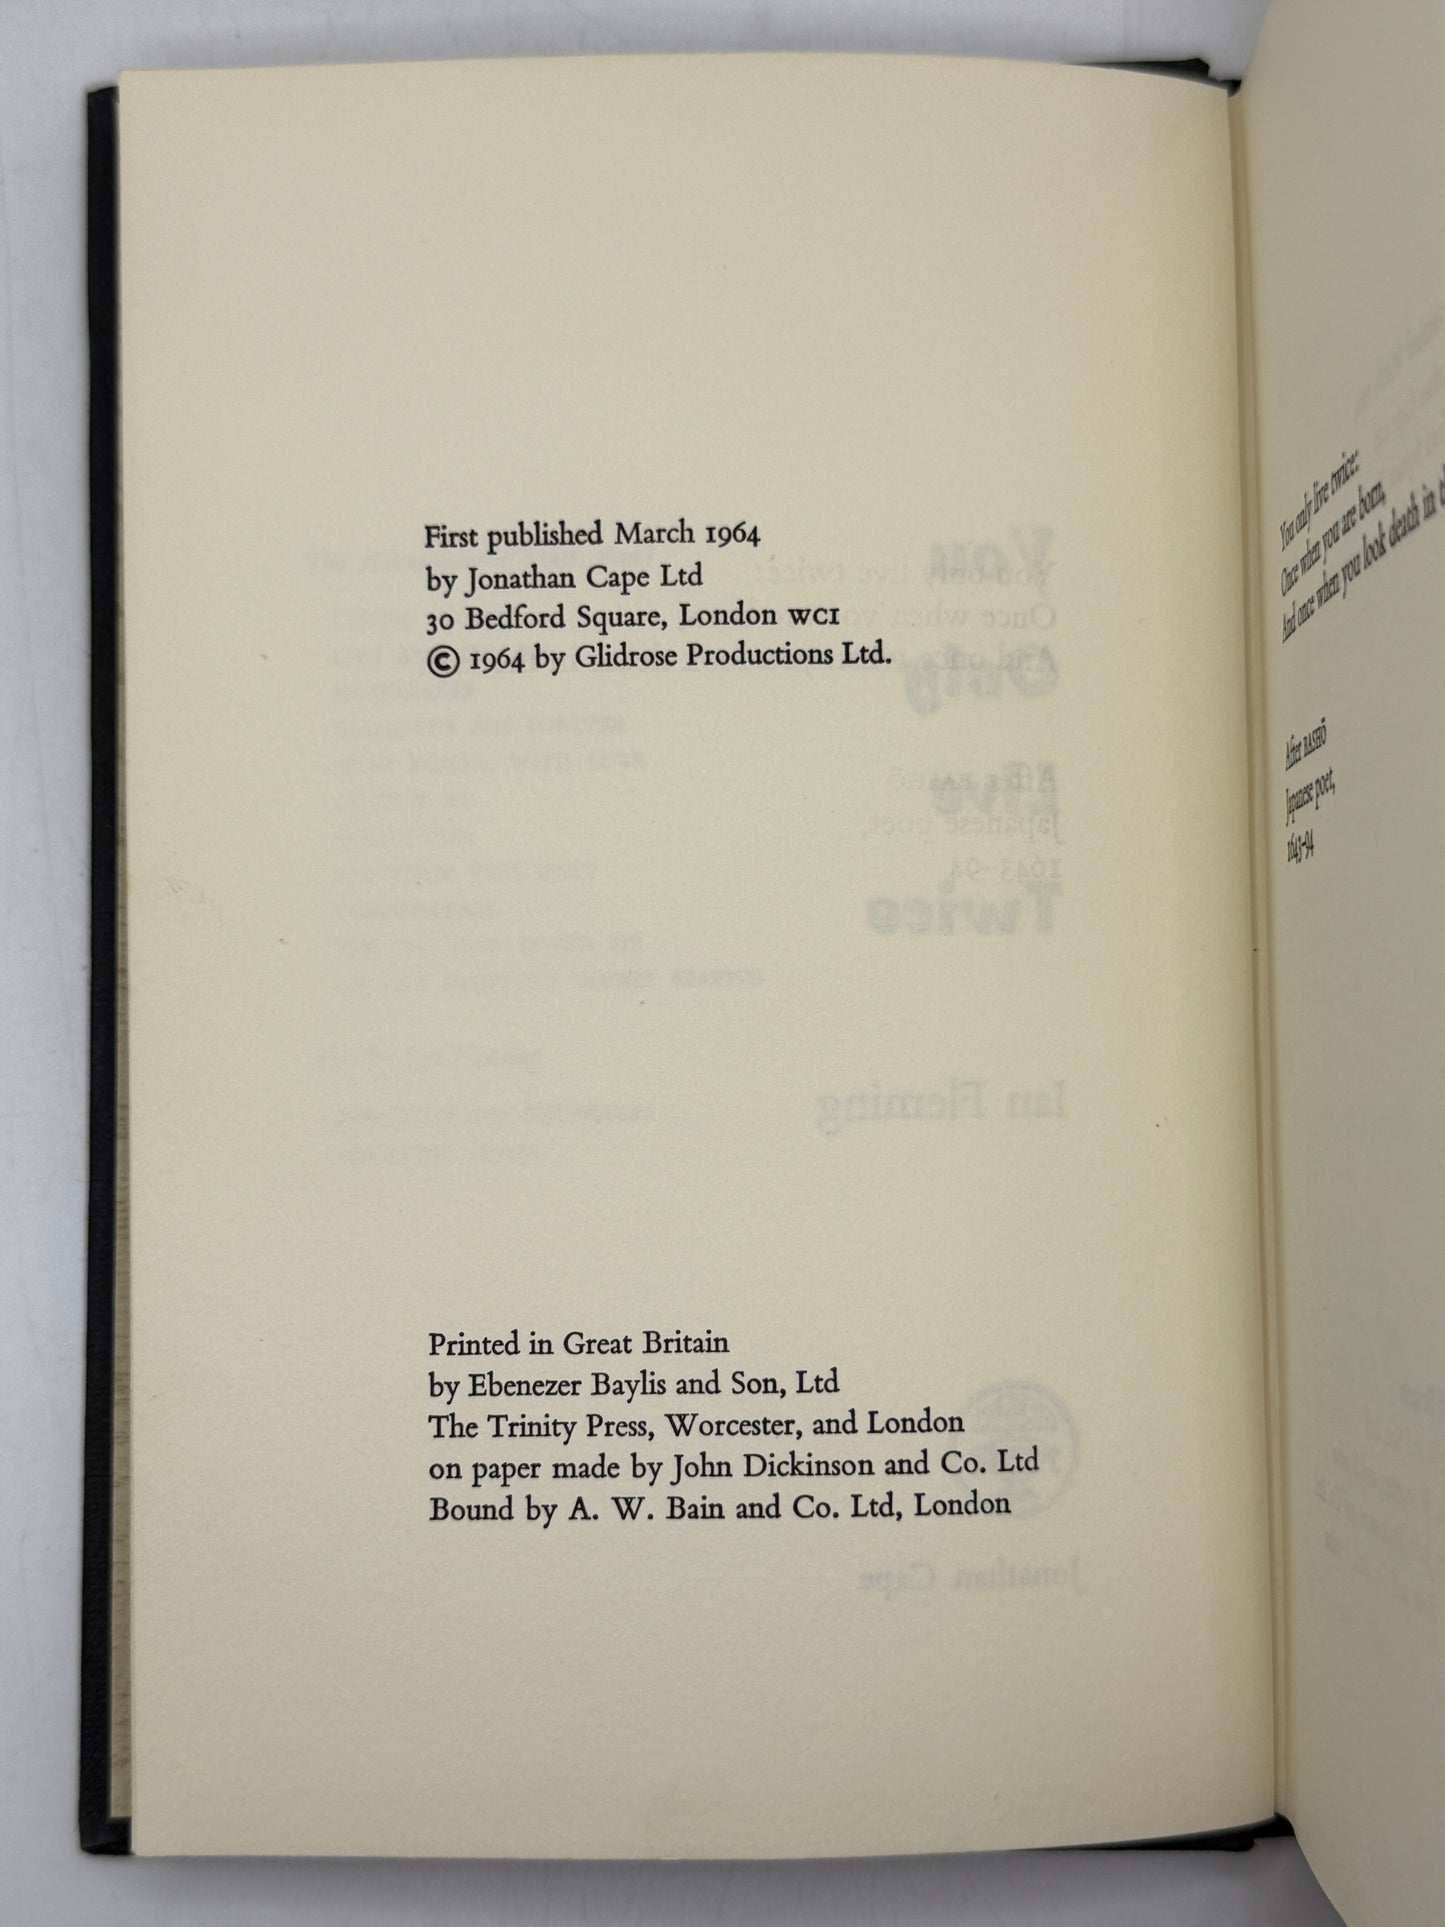 First published March 1964
by Jonathan Cape Ltd
30 Bedford Square, London WC1
© 1964 by Glidrose Productions Ltd.
Printed in Great Britain
by Ebenezer Baylis and Son, Ltd
The Trinity Press, Worcester, and London
on paper made by John Dickinson and Co. Ltd
Bound by A. W. Bain and Co. Ltd, London
You only live twice:
Once when you are born,
And once when you look death in
After BASHŌ
Japanese poet,
1643-94